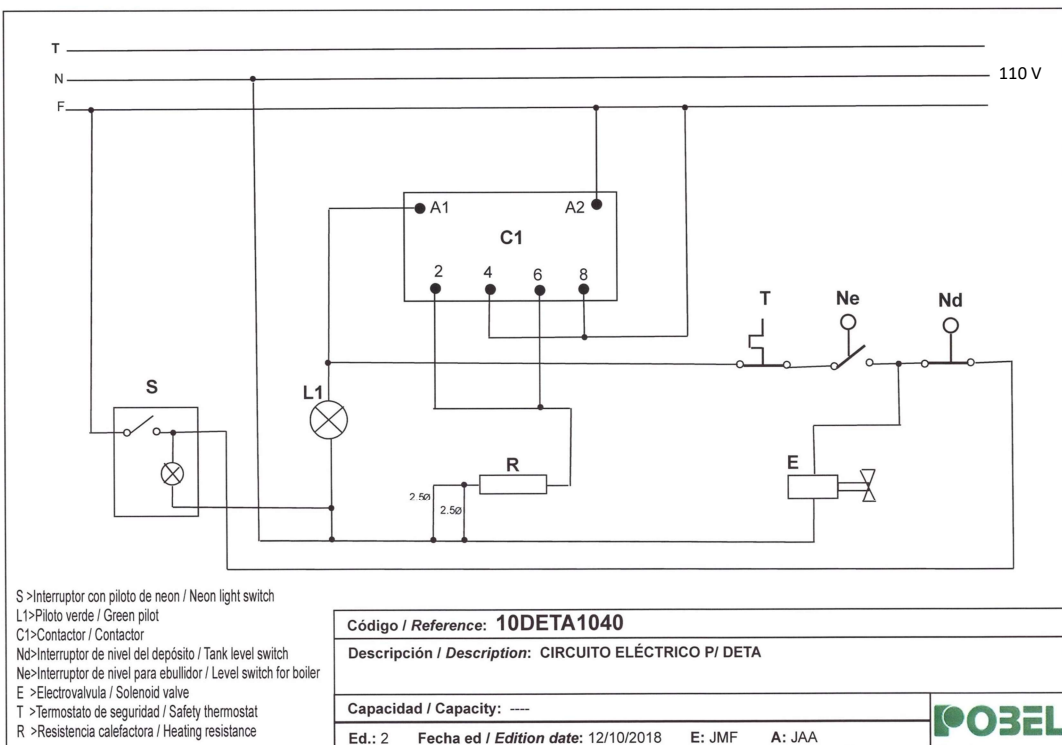 T
N
110 V
F
A1
A2
C1
2
4
6
8
T
Ne
Nd
S
L1
R
E
2.5ø
2.5ø
S >Interruptor con piloto de neon / Neon light switch
L1>Piloto verde / Green pilot
C1>Contactor / Contactor
Nd>Interruptor de nivel del depósito / Tank level switch
Ne>Interruptor de nivel para ebullidor / Level switch for boiler
E >Electrovalvula / Solenoid valve
T >Termostato de seguridad / Safety thermostat
R >Resistencia calefactora / Heating resistance
Código / Reference: 10DETA1040
Descripción / Description: CIRCUITO ELÉCTRICO P/ DETA
Capacidad / Capacity: ----
Ed.: 2 Fecha ed / Edition date: 12/10/2018 E: JMF A: JAA
POBEL